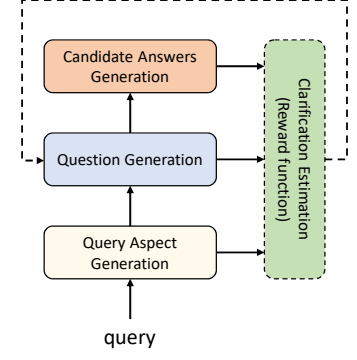 Candidate Answers
Generation
Question Generation
Query Aspect
Generation
query
Clarification Estimation
(Reward function)